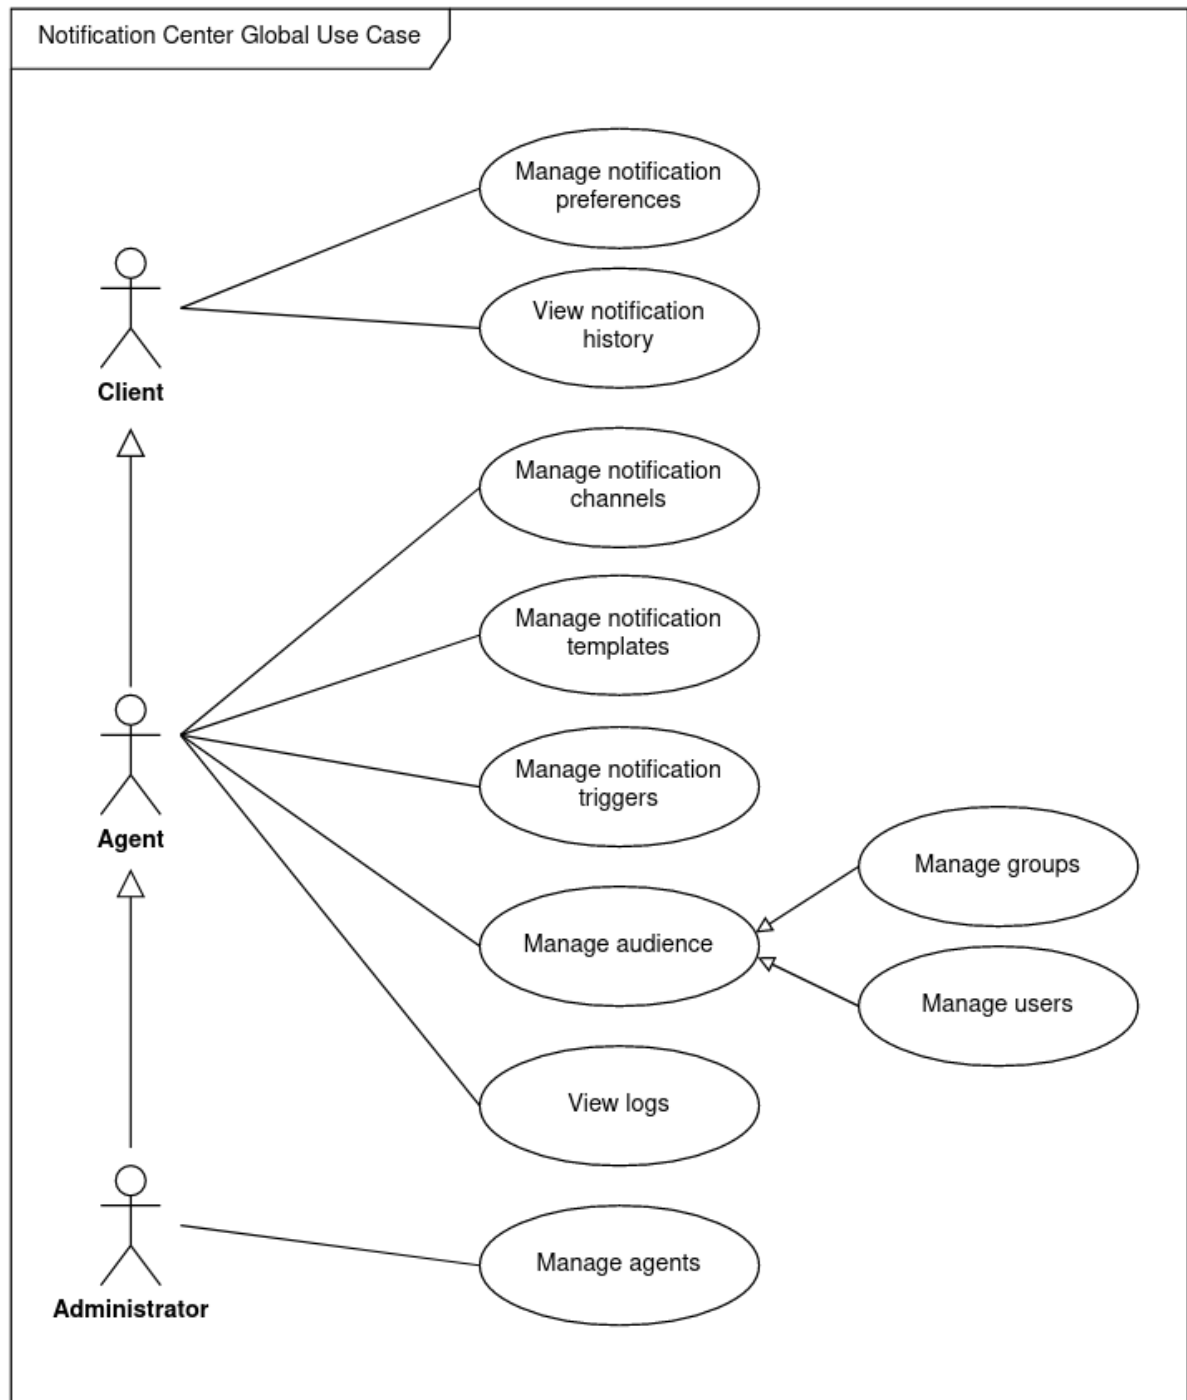 Notification Center Global Use Case
Manage notification
preferences
View notification
history
Client
Manage notification
channels
Manage notification
templates
Manage notification
triggers
Agent
Manage groups
Manage audience
Manage users
View logs
Manage agents
Administrator